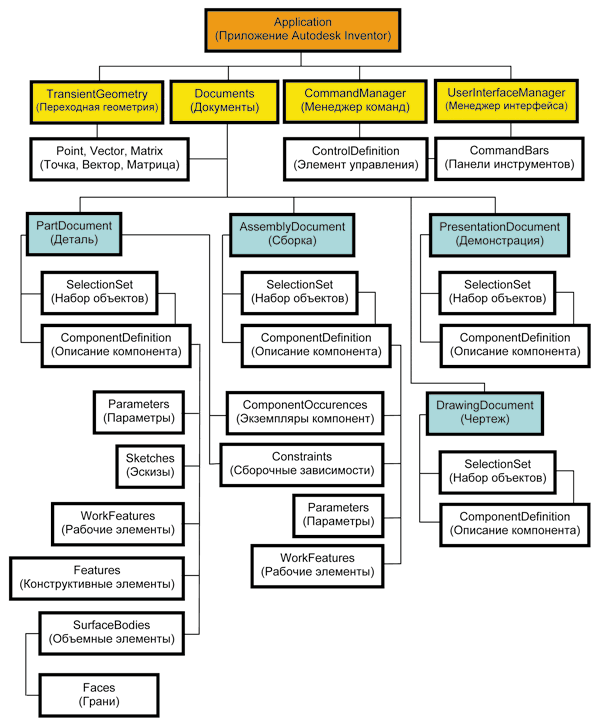 Application
(Приложение Autodesk Inventor)
TransientGeometry
(Переходная геометрия)
Documents
(Документы)
CommandManager
(Менеджер команд)
UserInterfaceManager
(Менеджер интерфейса)
Point, Vector, Matrix
(Точка, Вектор, Матрица)
ControlDefinition
(Элемент управления)
CommandBars
(Панели инструментов)
PartDocument
(Деталь)
AssemblyDocument
(Сборка)
PresentationDocument
(Демонстрация)
SelectionSet
(Набор объектов)
SelectionSet
(Набор объектов)
SelectionSet
(Набор объектов)
ComponentDefinition
(Описание компонента)
ComponentDefinition
(Описание компонента)
ComponentDefinition
(Описание компонента)
Parameters
(Параметры)
ComponentOccurences
(Экземпляры компонент)
DrawingDocument
(Чертеж)
Sketches
(Эскизы)
Constraints
(Сборочные зависимости)
SelectionSet
(Набор объектов)
WorkFeatures
(Рабочие элементы)
Parameters
(Параметры)
ComponentDefinition
(Описание компонента)
Features
(Конструктивные элементы)
WorkFeatures
(Рабочие элементы)
SurfaceBodies
(Объемные элементы)
Faces
(Грани)